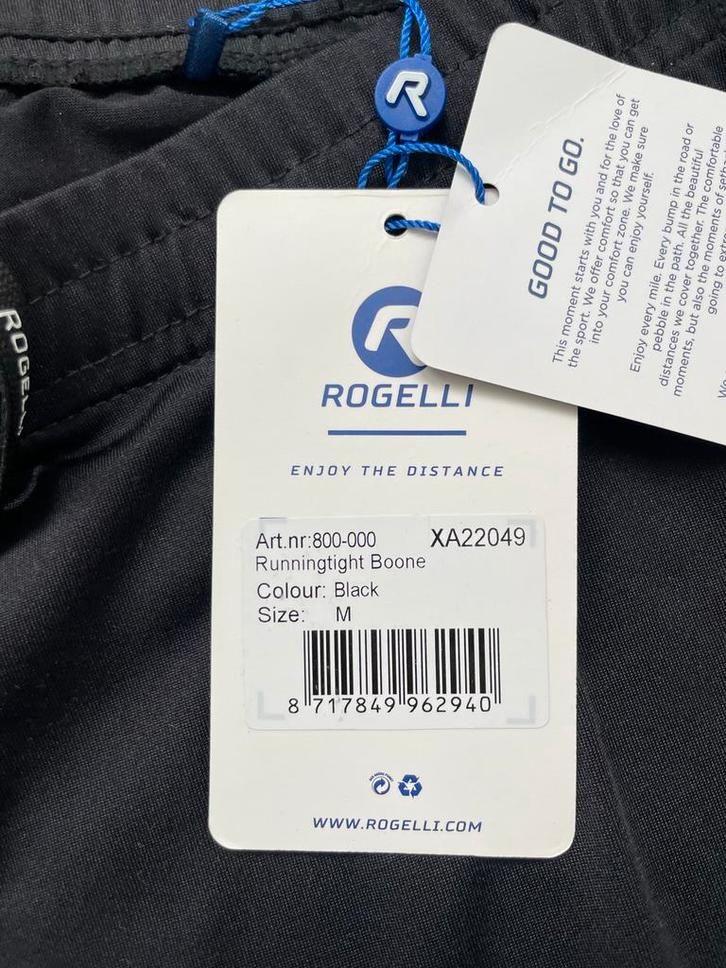 R
ROGELLI
ENJOY THE DISTANCE
Art.nr:800-000 XA22049
Runningtight Boone
Colour: Black
Size: M
8 717849 962940
WWW.ROGELLI.COM
GOOD TO GO.
This moment starts with you and for the love of
the sport. We offer comfort so that you can get
into your comfort zone. We make sure
you can enjoy yourself.
Enjoy every mile. Every bump in the road or
pebble in the path. All the beautiful
distances we cover together. The comfortable
moments, but also the moments of
going to